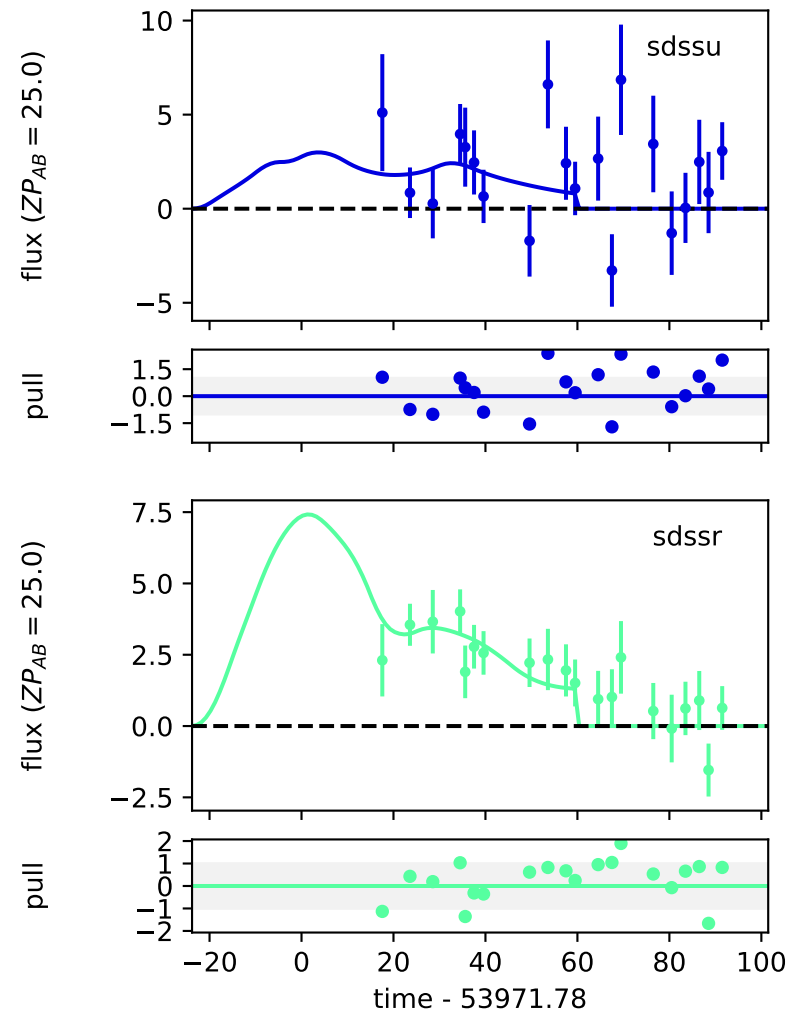 10
5
0
−5
flux (ZP_AB = 25.0)
sdssu
1.5
0.0
−1.5
pull
7.5
5.0
2.5
0.0
−2.5
flux (ZP_AB = 25.0)
sdssr
2
1
0
−1
−2
pull
−20 0 20 40 60 80 100
time - 53971.78